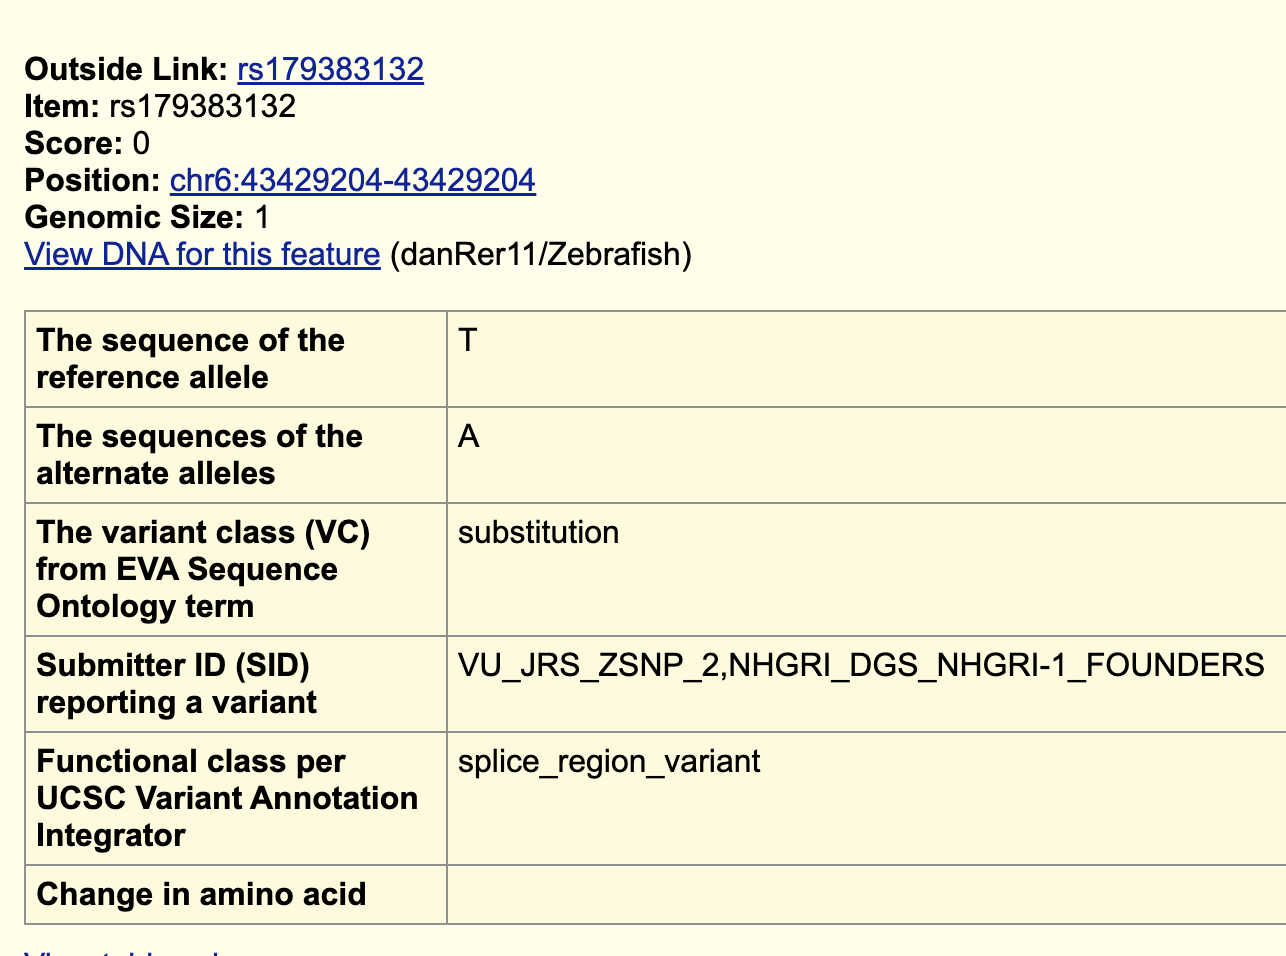 Outside Link: rs179383132
Item: rs179383132
Score: 0
Position: chr6:43429204-43429204
Genomic Size: 1
View DNA for this feature (danRer11/Zebrafish)
The sequence of the
reference allele
T
The sequences of the
alternate alleles
A
The variant class (VC)
from EVA Sequence
Ontology term
substitution
Submitter ID (SID)
reporting a variant
VU_JRS_ZSNP_2,NHGRI_DGS_NHGRI-1_FOUNDERS
Functional class per
UCSC Variant Annotation
Integrator
splice_region_variant
Change in amino acid